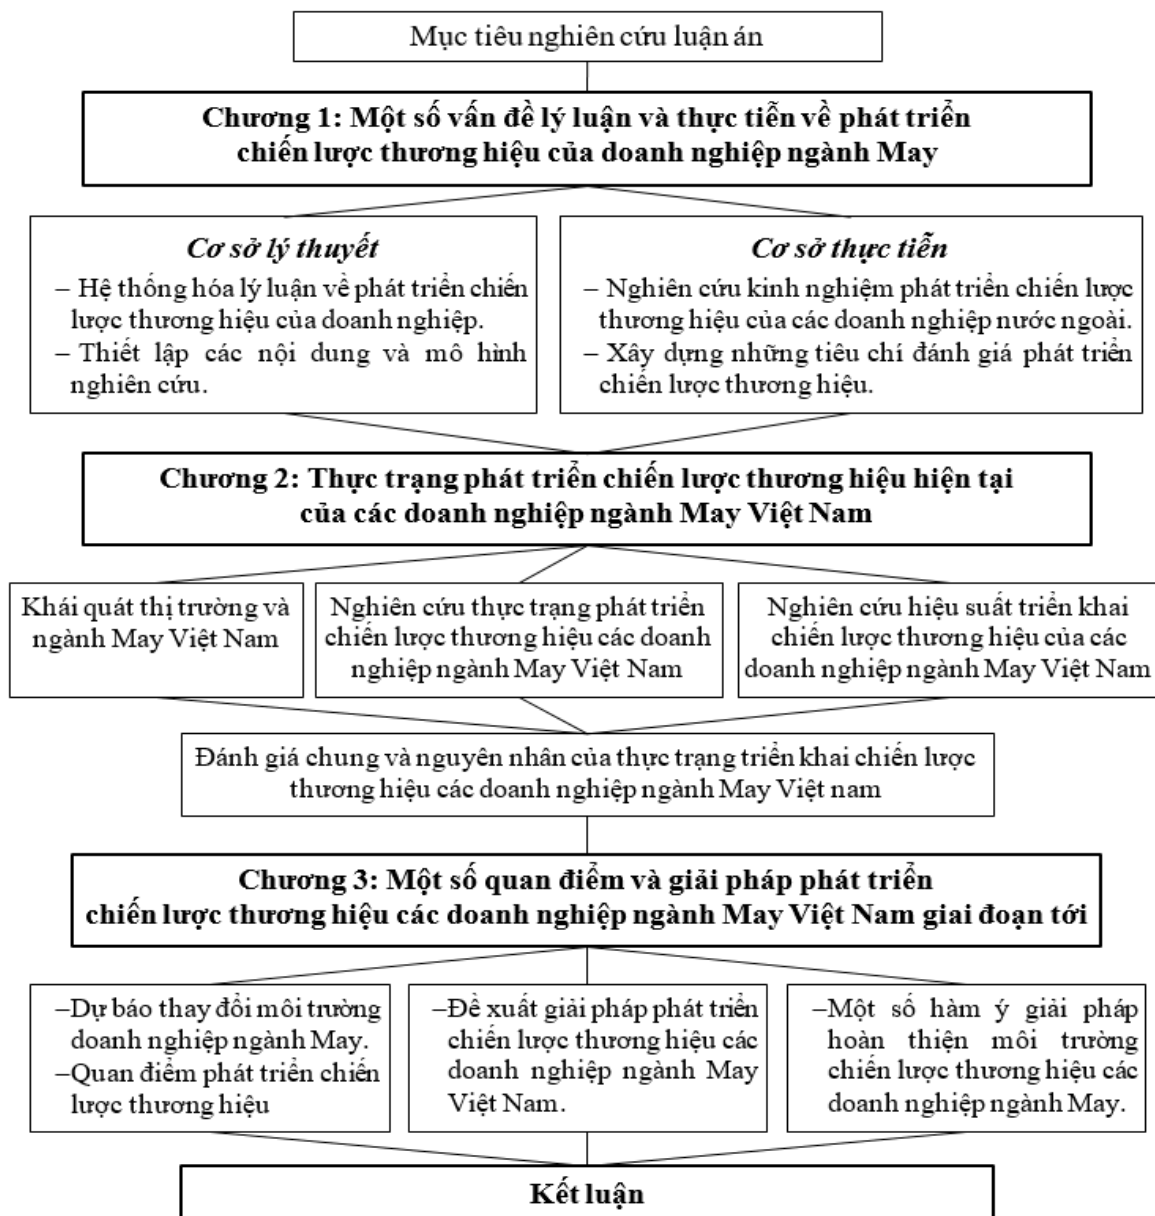 Mục tiêu nghiên cứu luận án
Chương 1: Một số vấn đề lý luận và thực tiễn về phát triển
chiến lược thương hiệu của doanh nghiệp ngành May
Cơ sở lý thuyết
– Hệ thống hóa lý luận về phát triển chiến
lược thương hiệu của doanh nghiệp.
– Thiết lập các nội dung và mô hình
nghiên cứu.
Cơ sở thực tiễn
– Nghiên cứu kinh nghiệm phát triển chiến lược
thương hiệu của các doanh nghiệp nước ngoài.
– Xây dựng những tiêu chí đánh giá phát triển
chiến lược thương hiệu.
Chương 2: Thực trạng phát triển chiến lược thương hiệu hiện tại
của các doanh nghiệp ngành May Việt Nam
Khái quát thị trường và
ngành May Việt Nam
Nghiên cứu thực trạng phát triển
chiến lược thương hiệu các doanh
nghiệp ngành May Việt Nam
Nghiên cứu hiệu suất triển khai
chiến lược thương hiệu của các
doanh nghiệp ngành May Việt Nam
Đánh giá chung và nguyên nhân của thực trạng triển khai chiến lược
thương hiệu các doanh nghiệp ngành May Việt nam
Chương 3: Một số quan điểm và giải pháp phát triển
chiến lược thương hiệu các doanh nghiệp ngành May Việt Nam giai đoạn tới
–Dự báo thay đổi môi trường
doanh nghiệp ngành May.
–Quan điểm phát triển chiến
lược thương hiệu
–Đề xuất giải pháp phát triển
chiến lược thương hiệu các
doanh nghiệp ngành May
Việt Nam.
–Một số hàm ý giải pháp
hoàn thiện môi trường
chiến lược thương hiệu các
doanh nghiệp ngành May.
Kết luận